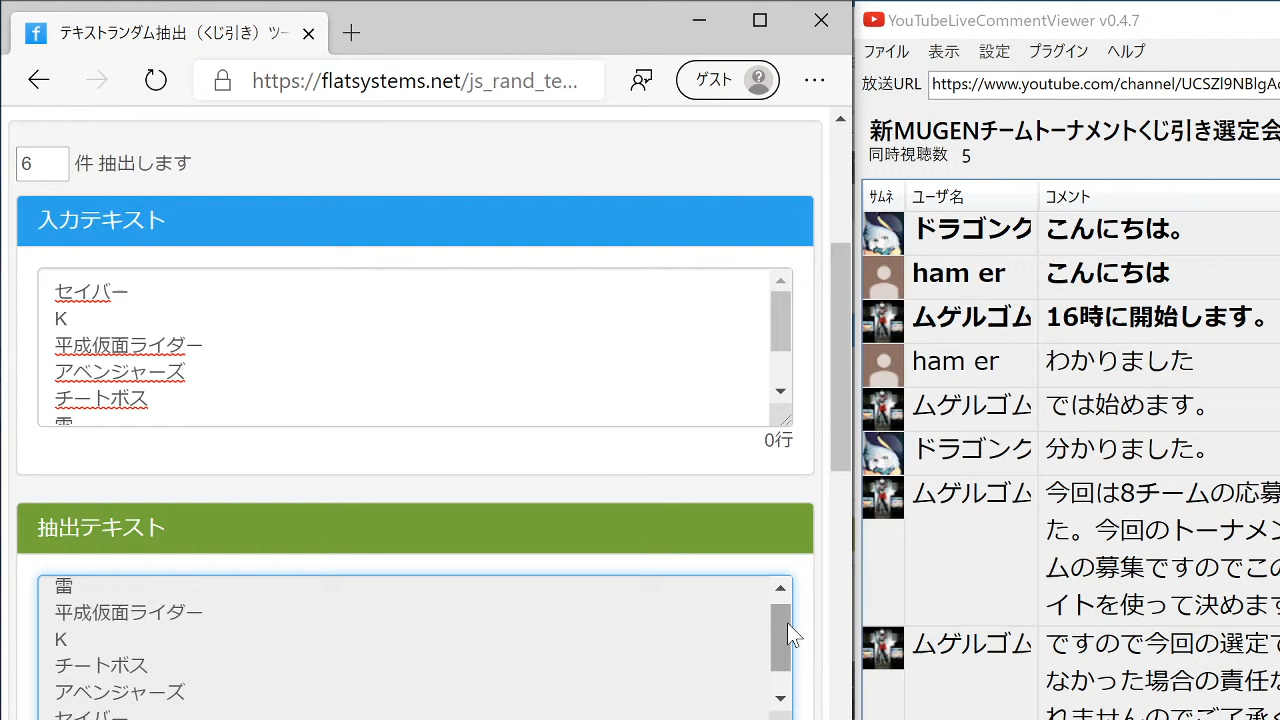 テキストランダム抽出（くじ引き）ツー
https://flatsystems.net/js_rand_te...
ゲスト
6 件 抽出します
入力テキスト
セイバー
K
平成仮面ライダー
アベンジャーズ
チートボス
雷
0行
抽出テキスト
雷
平成仮面ライダー
K
チートボス
アベンジャーズ
セイバー
YouTubeLiveCommentViewer v0.4.7
ファイル 表示 設定 プラグイン ヘルプ
放送URL https://www.youtube.com/channel/UCSZl9NBlgAc
新MUGENチームトーナメントくじ引き選定会
同時視聴数 5
サムネ ユーザ名 コメント
ドラゴンク こんにちは。
ham er こんにちは
ムゲルゴム 16時に開始します。
ham er わかりました
ムゲルゴム では始めます。
ドラゴンク 分かりました。
ムゲルゴム 今回は8チームの応募
た。今回のトーナメン
ムの募集ですのでこの
イトを使って決めます
ムゲルゴム ですので今回の選定で
なかった場合の責任な
れませんのでご了承く